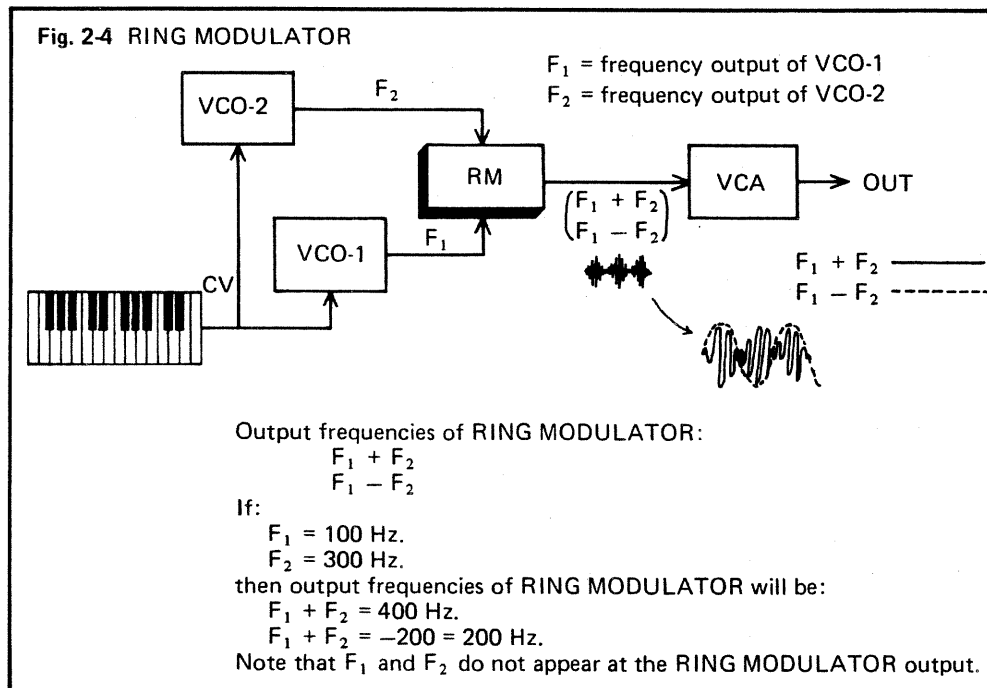 Fig. 2-4 RING MODULATOR
F₁ = frequency output of VCO-1
F₂ = frequency output of VCO-2
VCO-2
F₂
RM
VCA
OUT
(F₁ + F₂
F₁ − F₂)
VCO-1
F₁
CV
F₁ + F₂
F₁ − F₂
Output frequencies of RING MODULATOR:
F₁ + F₂
F₁ − F₂
If:
F₁ = 100 Hz.
F₂ = 300 Hz.
then output frequencies of RING MODULATOR will be:
F₁ + F₂ = 400 Hz.
F₁ + F₂ = −200 = 200 Hz.
Note that F₁ and F₂ do not appear at the RING MODULATOR output.